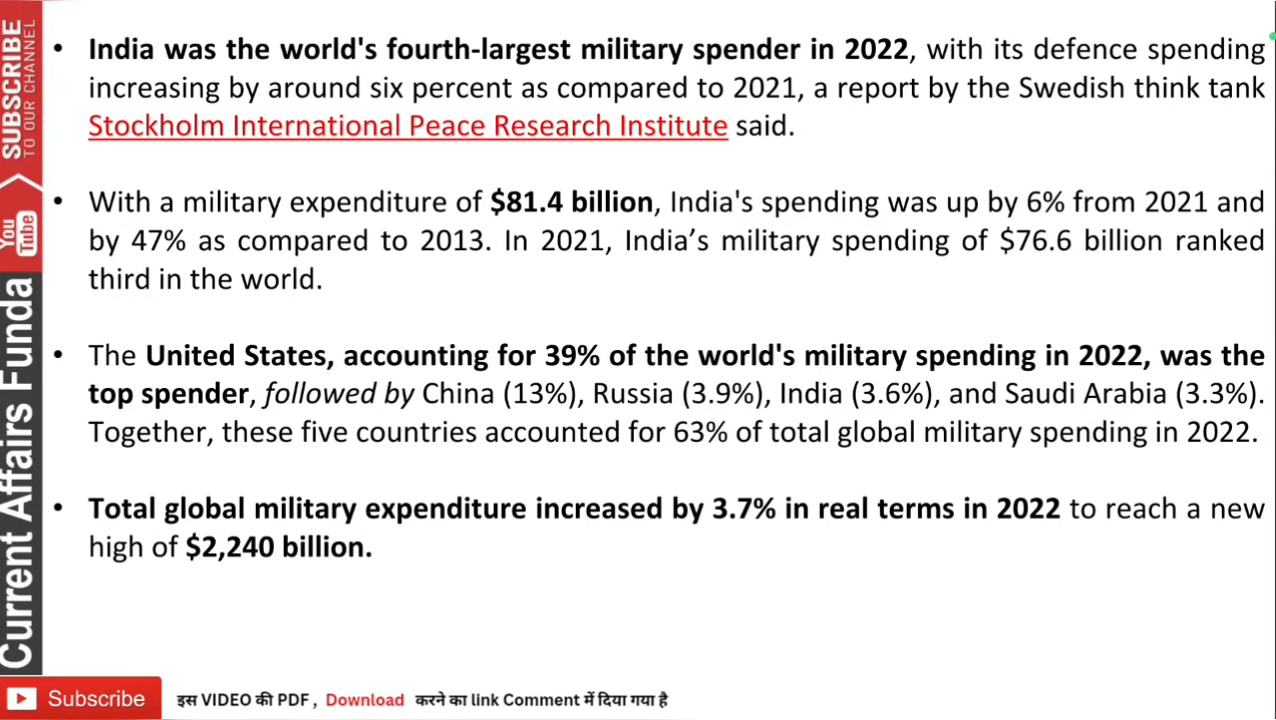 • India was the world's fourth-largest military spender in 2022, with its defence spending
increasing by around six percent as compared to 2021, a report by the Swedish think tank
Stockholm International Peace Research Institute said.
• With a military expenditure of $81.4 billion, India's spending was up by 6% from 2021 and
by 47% as compared to 2013. In 2021, India’s military spending of $76.6 billion ranked
third in the world.
• The United States, accounting for 39% of the world's military spending in 2022, was the
top spender, followed by China (13%), Russia (3.9%), India (3.6%), and Saudi Arabia (3.3%).
Together, these five countries accounted for 63% of total global military spending in 2022.
• Total global military expenditure increased by 3.7% in real terms in 2022 to reach a new
high of $2,240 billion.
SUBSCRIBE
TO OUR CHANNEL
You
Tube
Current Affairs Funda
Subscribe
इस VIDEO की PDF , Download करने का link Comment में दिया गया है